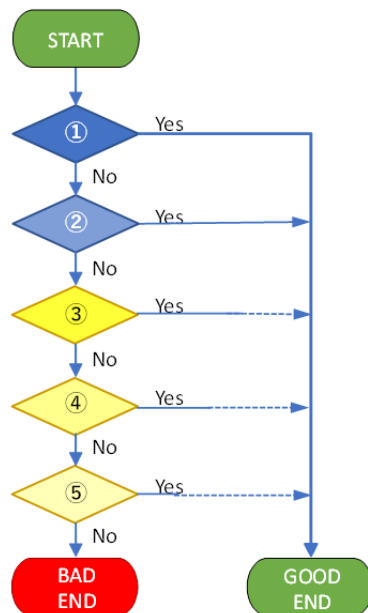 START
① Yes
No
② Yes
No
③ Yes
No
④ Yes
No
⑤ Yes
No
BAD
END
GOOD
END